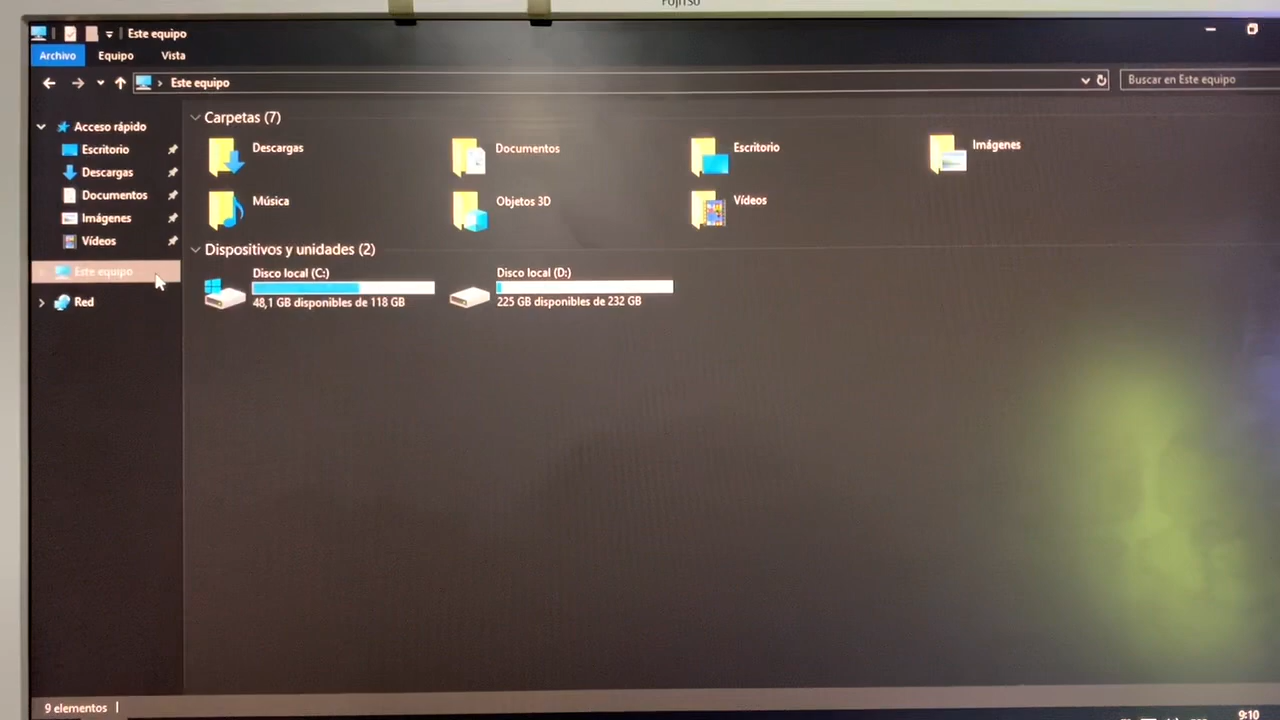 FUJITSU
Este equipo
Archivo Equipo Vista
Este equipo
Buscar en Este equipo
Acceso rápido
Escritorio
Descargas
Documentos
Imágenes
Vídeos
Este equipo
Red
Carpetas (7)
Descargas
Documentos
Escritorio
Imágenes
Música
Objetos 3D
Vídeos
Dispositivos y unidades (2)
Disco local (C:)
48,1 GB disponibles de 118 GB
Disco local (D:)
225 GB disponibles de 232 GB
9 elementos
9:10